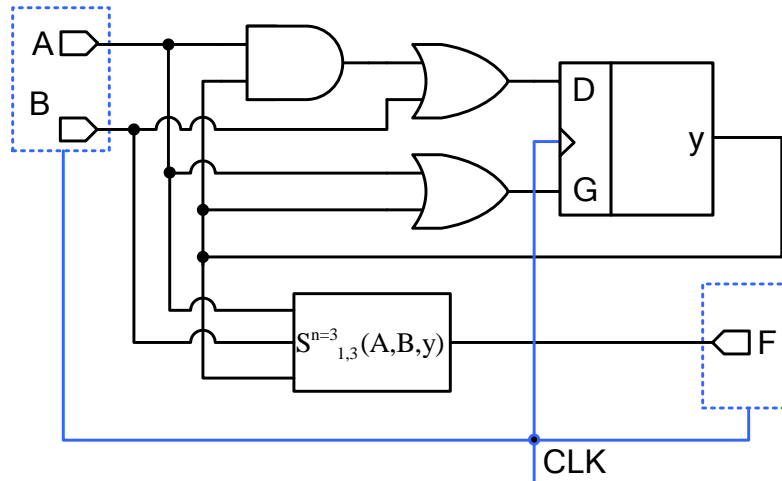 A
B
D
y
G
S^{n=3}_{1,3}(A,B,y)
F
CLK